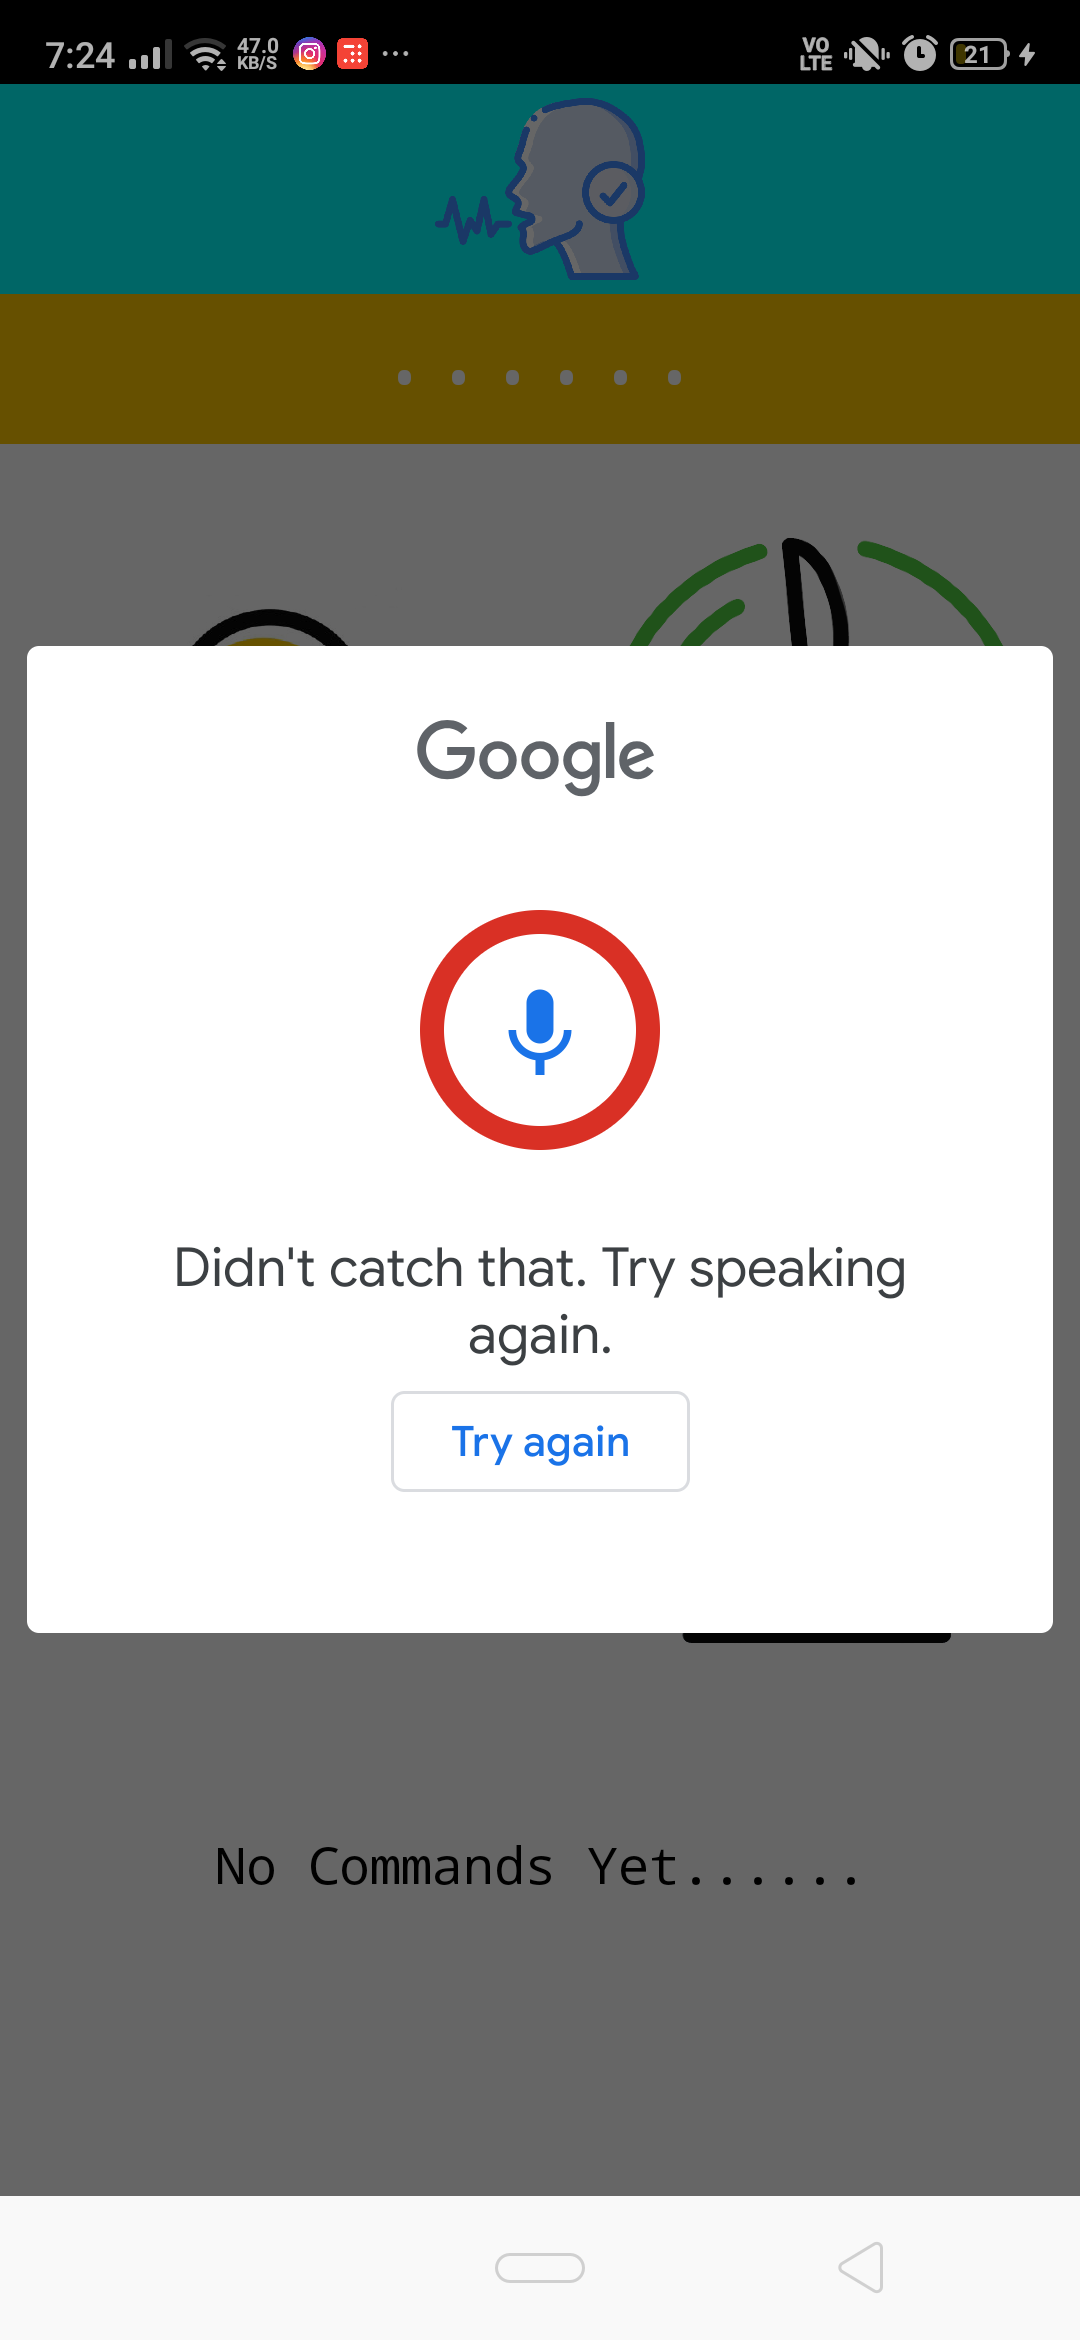 7:24 47.0 KB/S VO LTE 21
. . . . . .
Google
Didn't catch that. Try speaking
again.
Try again
No Commands Yet......